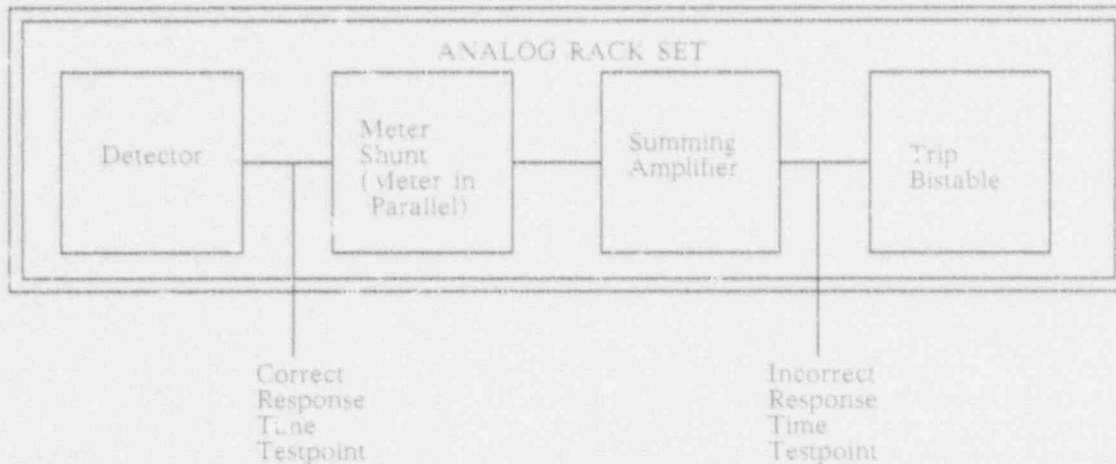 ANALOG RACK SET
Detector
Meter
Shunt
(Meter in
Parallel)
Summing
Amplifier
Trip
Bistable
Correct
Response
Time
Testpoint
Incorrect
Response
Time
Testpoint